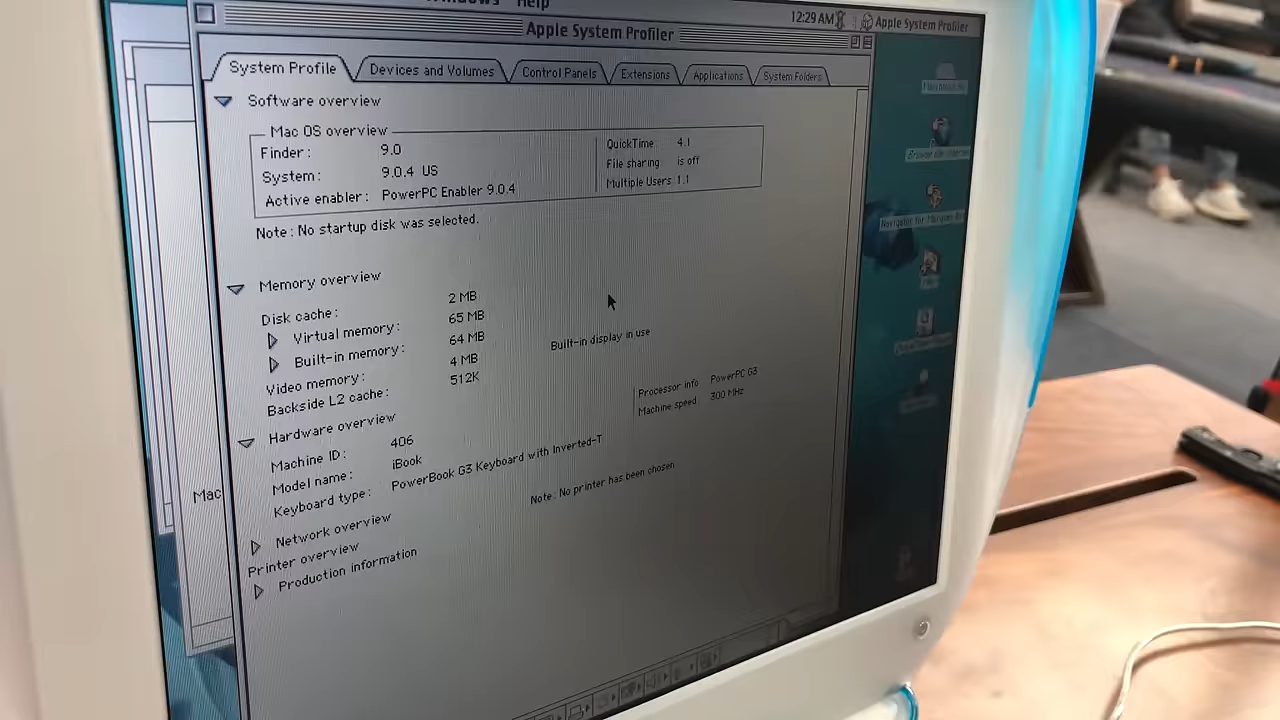 Help
12:29 AM
Apple System Profiler
Apple System Profiler
System Profile
Devices and Volumes
Control Panels
Extensions
Applications
System Folders
Software overview
Mac OS overview
Finder: 9.0
System: 9.0.4 US
Active enabler: PowerPC Enabler 9.0.4
QuickTime 4.1
File sharing is off
Multiple Users 1.1
Note: No startup disk was selected.
Memory overview
Disk cache: 2 MB
Virtual memory: 65 MB
Built-in memory: 64 MB
Video memory: 4 MB
Built-in display in use
Backside L2 cache: 512K
Hardware overview
Processor info PowerPC G3
Machine speed: 300 MHz
Machine ID: 406
Model name: iBook
Keyboard type: PowerBook G3 Keyboard with Inverted-T
Network overview
Printer overview
Note: No printer has been chosen
Production information
Mac